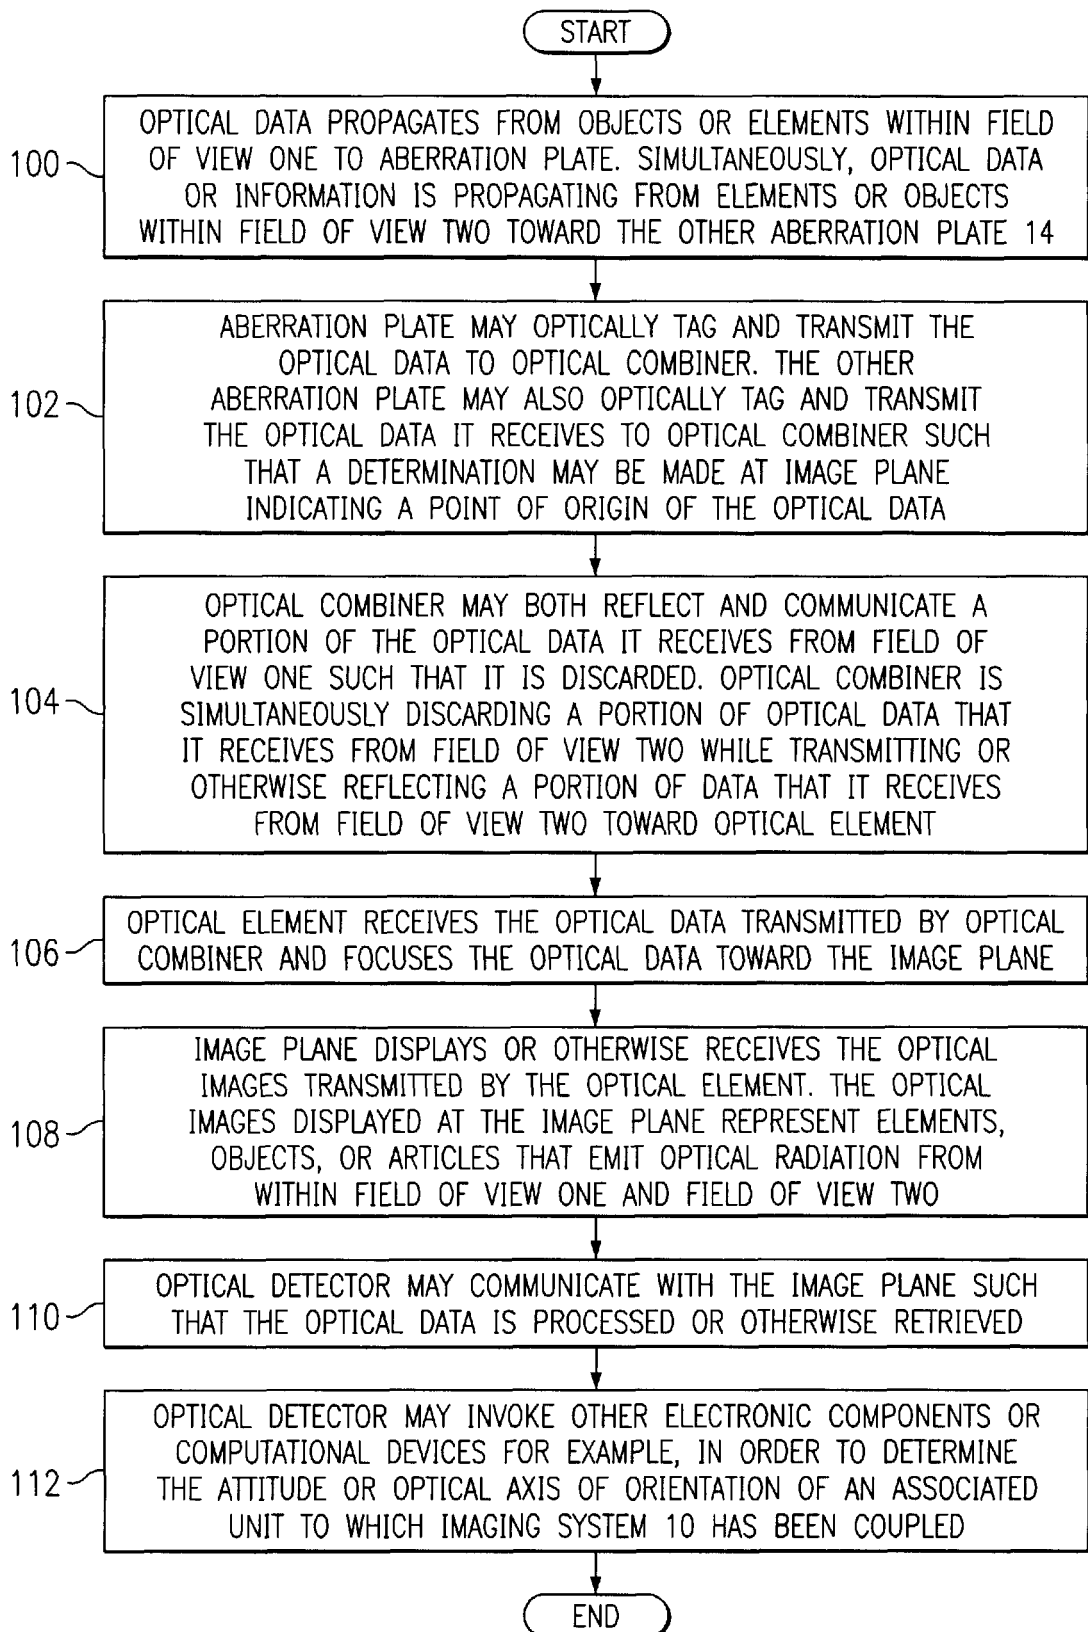 START
100
OPTICAL DATA PROPAGATES FROM OBJECTS OR ELEMENTS WITHIN FIELD
OF VIEW ONE TO ABERRATION PLATE. SIMULTANEOUSLY, OPTICAL DATA
OR INFORMATION IS PROPAGATING FROM ELEMENTS OR OBJECTS
WITHIN FIELD OF VIEW TWO TOWARD THE OTHER ABERRATION PLATE 14
102
ABERRATION PLATE MAY OPTICALLY TAG AND TRANSMIT THE
OPTICAL DATA TO OPTICAL COMBINER. THE OTHER
ABERRATION PLATE MAY ALSO OPTICALLY TAG AND TRANSMIT
THE OPTICAL DATA IT RECEIVES TO OPTICAL COMBINER SUCH
THAT A DETERMINATION MAY BE MADE AT IMAGE PLANE
INDICATING A POINT OF ORIGIN OF THE OPTICAL DATA
104
OPTICAL COMBINER MAY BOTH REFLECT AND COMMUNICATE A
PORTION OF THE OPTICAL DATA IT RECEIVES FROM FIELD OF
VIEW ONE SUCH THAT IT IS DISCARDED. OPTICAL COMBINER IS
SIMULTANEOUSLY DISCARDING A PORTION OF OPTICAL DATA THAT
IT RECEIVES FROM FIELD OF VIEW TWO WHILE TRANSMITTING OR
OTHERWISE REFLECTING A PORTION OF DATA THAT IT RECEIVES
FROM FIELD OF VIEW TWO TOWARD OPTICAL ELEMENT
106
OPTICAL ELEMENT RECEIVES THE OPTICAL DATA TRANSMITTED BY OPTICAL
COMBINER AND FOCUSES THE OPTICAL DATA TOWARD THE IMAGE PLANE
108
IMAGE PLANE DISPLAYS OR OTHERWISE RECEIVES THE OPTICAL
IMAGES TRANSMITTED BY THE OPTICAL ELEMENT. THE OPTICAL
IMAGES DISPLAYED AT THE IMAGE PLANE REPRESENT ELEMENTS,
OBJECTS, OR ARTICLES THAT EMIT OPTICAL RADIATION FROM
WITHIN FIELD OF VIEW ONE AND FIELD OF VIEW TWO
110
OPTICAL DETECTOR MAY COMMUNICATE WITH THE IMAGE PLANE SUCH
THAT THE OPTICAL DATA IS PROCESSED OR OTHERWISE RETRIEVED
112
OPTICAL DETECTOR MAY INVOKE OTHER ELECTRONIC COMPONENTS OR
COMPUTATIONAL DEVICES FOR EXAMPLE, IN ORDER TO DETERMINE
THE ATTITUDE OR OPTICAL AXIS OF ORIENTATION OF AN ASSOCIATED
UNIT TO WHICH IMAGING SYSTEM 10 HAS BEEN COUPLED
END